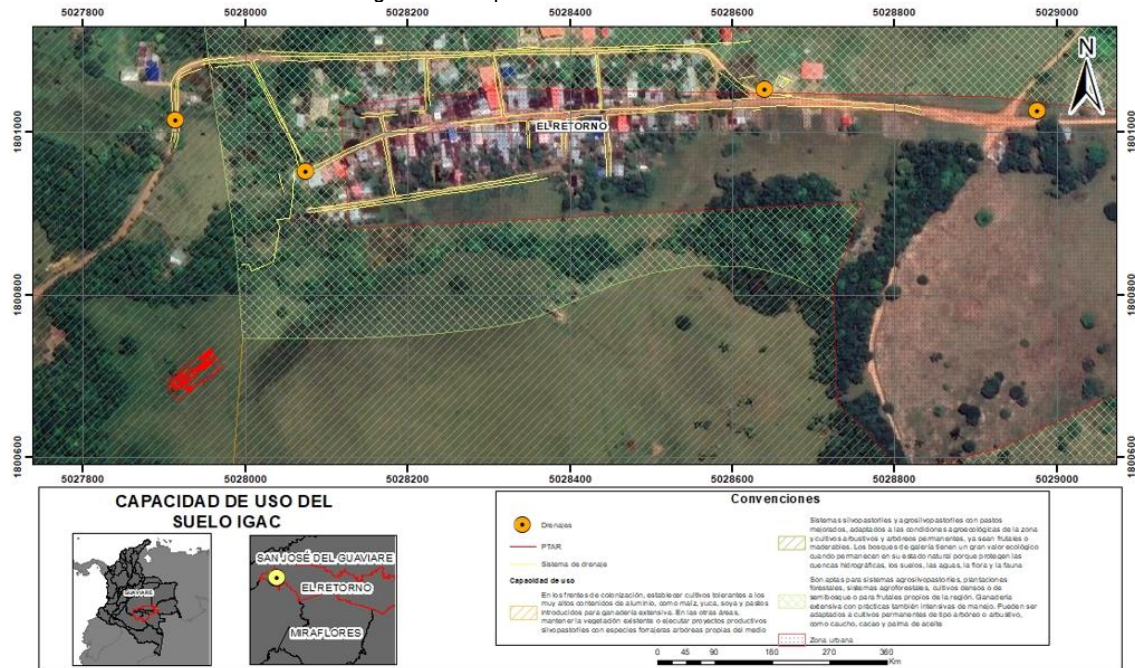 5027800 5028000 5028200 5028400 5028600 5028800 5029000
N
1801000 1801000
EL RETORNO
1800800 1800800
1800600 1800600
5027800 5028000 5028200 5028400 5028600 5028800 5029000
CAPACIDAD DE USO DEL
SUELO IGAC
GUAVIARE
SAN JOSÉ DEL GUAVIARE
EL RETORNO
MIRAFLORES
Convenciones
Drenajes
PTAR
Sistema de drenaje
Capacidad de uso
En los frentes de colonización, establecer cultivos tolerantes a los
muy altos contenidos de aluminio, como maíz, yuca, soya y pastos
introducidos para ganadería extensiva. En las otras áreas,
mantener la vegetación existente o ejecutar proyectos productivos
silvopastoriles con especies forrajeras arbóreas propias del medio
Sistemas silvopastoriles y agrosilvopastoriles con pastos
mejorados, adaptados a las condiciones agroecológicas de la zona
y cultivos arbustivos y arbóreos permanentes, ya sean frutales o
maderables. Los bosques de galería tienen un gran valor ecológico
cuando permanecen en su estado natural porque protegen las
cuencas hidrográficas, los suelos, las aguas, la flora y la fauna
Son aptas para sistemas agrosilvopastoriles, plantaciones
forestales, sistemas agroforestales, cultivos densos o de
semibosque o para frutales propios de la región. Ganadería
extensiva con prácticas también intensivas de manejo. Pueden ser
adaptados a cultivos permanentes de tipo arbóreo o arbustivo,
como caucho, cacao y palma de aceite
Zona urbana
0 45 90 180 270 360
Km